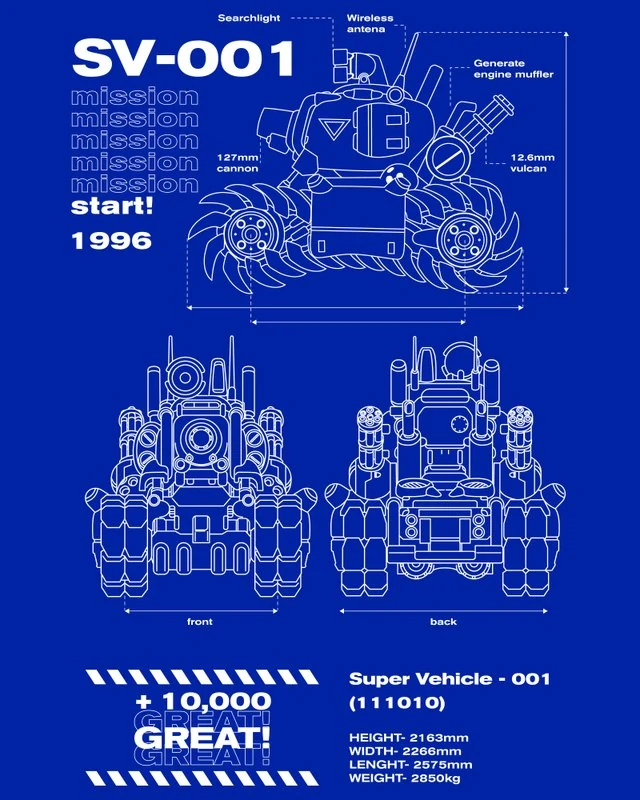 Searchlight
Wireless
antena
SV-001
Generate
engine muffler
mission
mission
mission
mission
mission
start!
1996
127mm
cannon
12.6mm
vulcan
front
back
+ 10,000
GREAT!
GREAT!
GREAT!
Super Vehicle - 001
(111010)
HEIGHT- 2163mm
WIDTH- 2266mm
LENGHT- 2575mm
WEIGHT- 2850kg